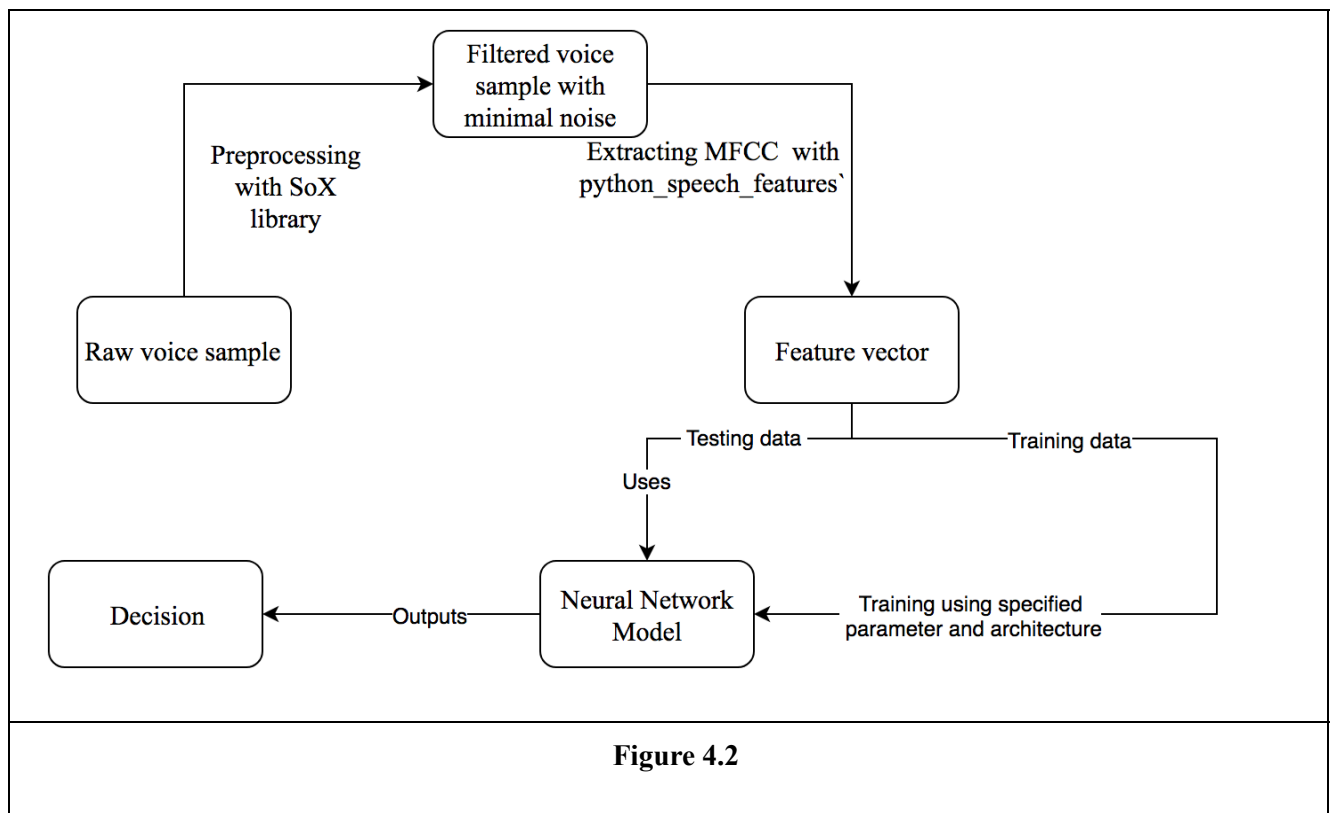 Filtered voice
sample with
minimal noise
Preprocessing
with SoX
library
Extracting MFCC with
python_speech_features`
Raw voice sample
Feature vector
Testing data
Training data
Uses
Decision
Outputs
Neural Network
Model
Training using specified
parameter and architecture
Figure 4.2